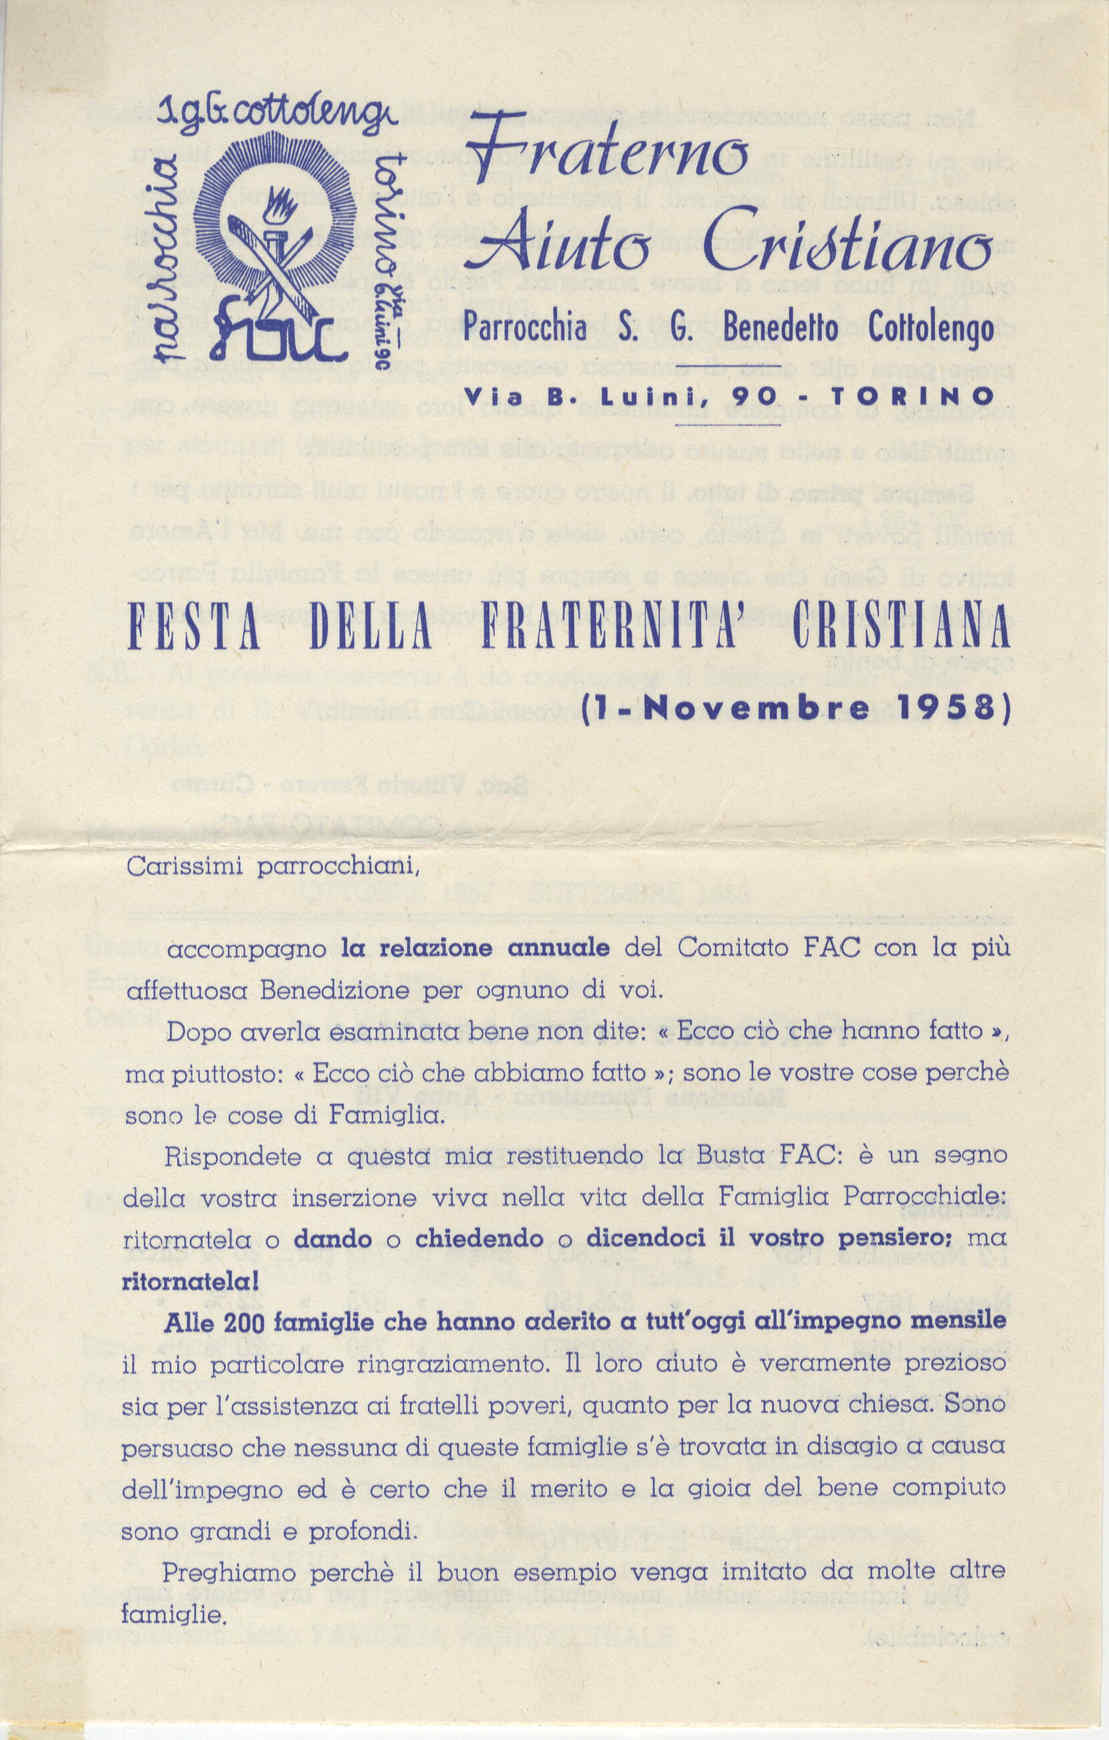 s.g.b. cottolengo
parrocchia
torino
via
b. luini 90
FAC
Fraterno
Aiuto Cristiano
Parrocchia S. G. Benedetto Cottolengo
Via B. Luini, 90 - TORINO
FESTA DELLA FRATERNITA' CRISTIANA
(1 - Novembre 1958)
Carissimi parrocchiani,
accompagno la relazione annuale del Comitato FAC con la più
affettuosa Benedizione per ognuno di voi.
Dopo averla esaminata bene non dite: « Ecco ciò che hanno fatto »,
ma piuttosto: « Ecco ciò che abbiamo fatto »; sono le vostre cose perchè
sono le cose di Famiglia.
Rispondete a questa mia restituendo la Busta FAC: è un segno
della vostra inserzione viva nella vita della Famiglia Parrocchiale:
ritornatela o dando o chiedendo o dicendoci il vostro pensiero; ma
ritornatela!
Alle 200 famiglie che hanno aderito a tutt'oggi all'impegno mensile
il mio particolare ringraziamento. Il loro aiuto è veramente prezioso
sia per l'assistenza ai fratelli poveri, quanto per la nuova chiesa. Sono
persuaso che nessuna di queste famiglie s'è trovata in disagio a causa
dell'impegno ed è certo che il merito e la gioia del bene compiuto
sono grandi e profondi.
Preghiamo perchè il buon esempio venga imitato da molte altre
famiglie.